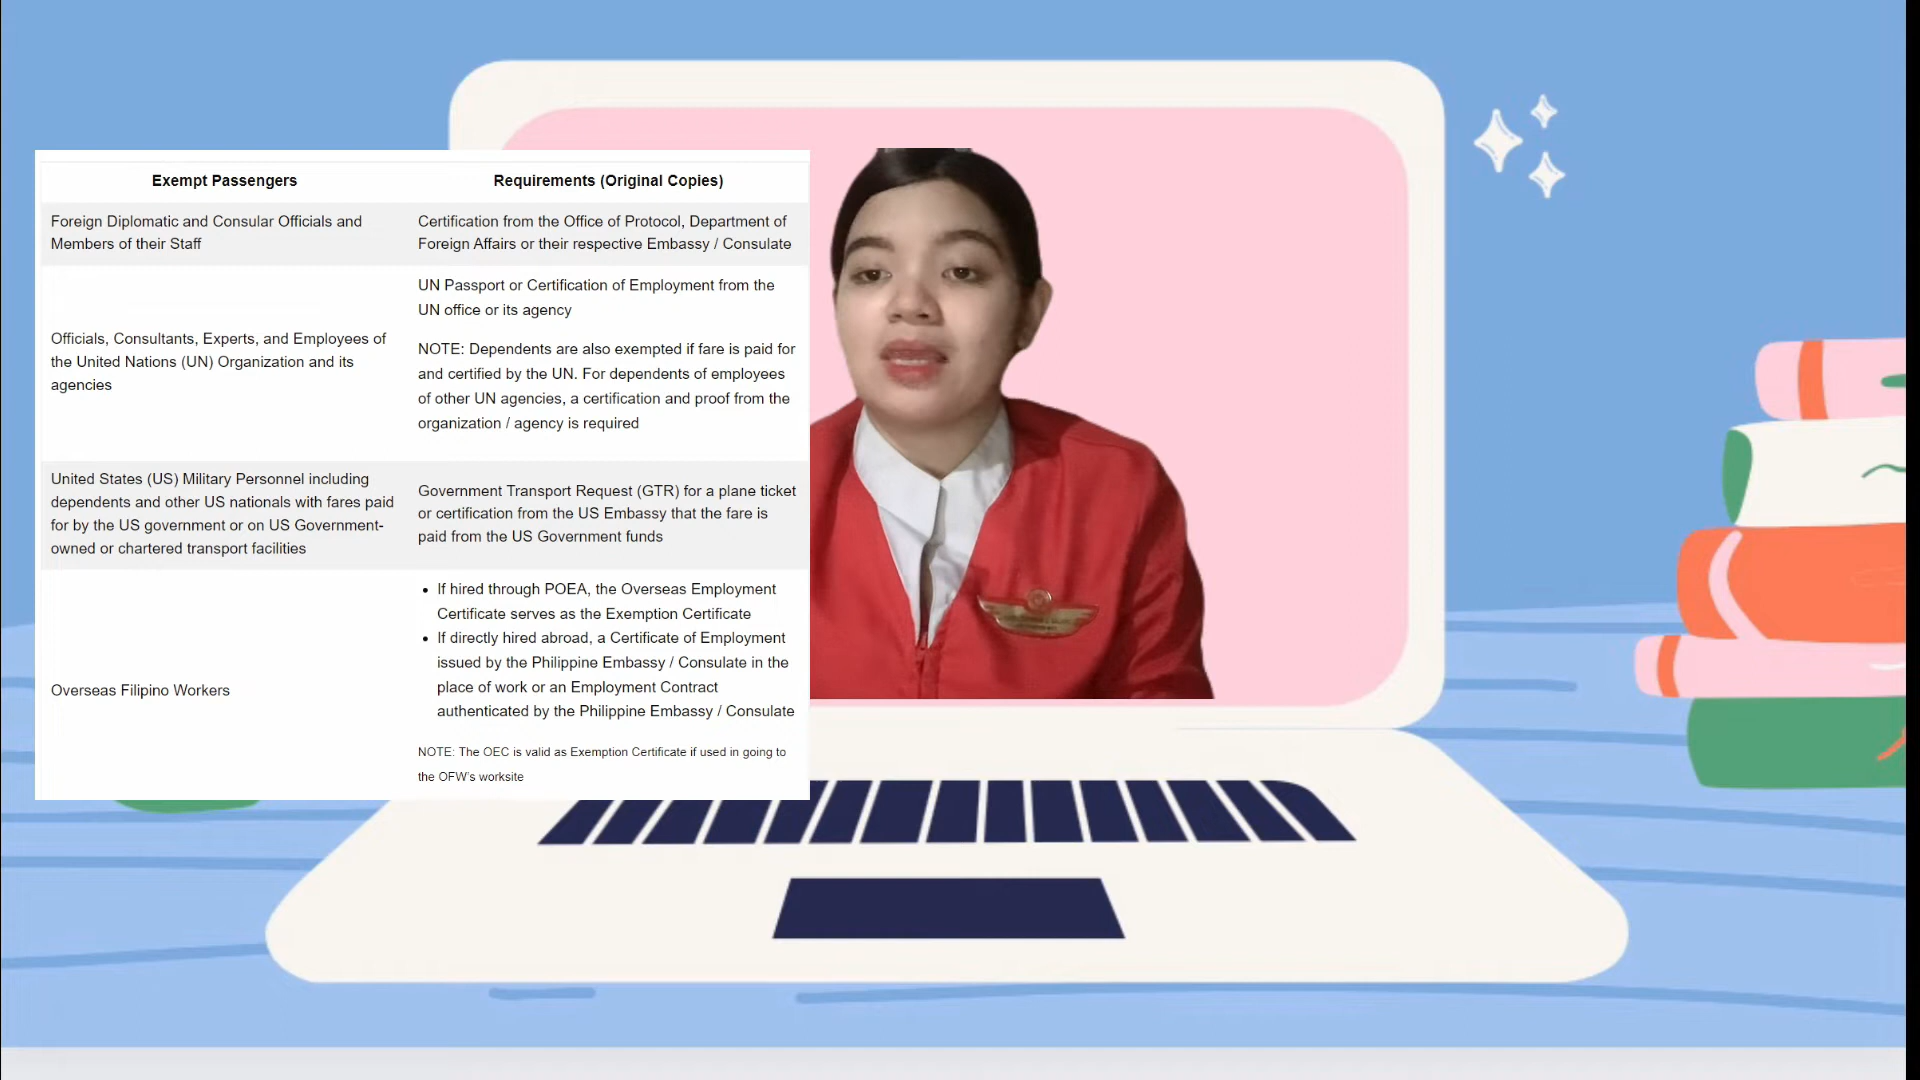 Exempt Passengers
Requirements (Original Copies)
Foreign Diplomatic and Consular Officials and
Members of their Staff
Certification from the Office of Protocol, Department of
Foreign Affairs or their respective Embassy / Consulate
Officials, Consultants, Experts, and Employees of
the United Nations (UN) Organization and its
agencies
UN Passport or Certification of Employment from the
UN office or its agency
NOTE: Dependents are also exempted if fare is paid for
and certified by the UN. For dependents of employees
of other UN agencies, a certification and proof from the
organization / agency is required
United States (US) Military Personnel including
dependents and other US nationals with fares paid
for by the US government or on US Government-
owned or chartered transport facilities
Government Transport Request (GTR) for a plane ticket
or certification from the US Embassy that the fare is
paid from the US Government funds
Overseas Filipino Workers
• If hired through POEA, the Overseas Employment
Certificate serves as the Exemption Certificate
• If directly hired abroad, a Certificate of Employment
issued by the Philippine Embassy / Consulate in the
place of work or an Employment Contract
authenticated by the Philippine Embassy / Consulate
NOTE: The OEC is valid as Exemption Certificate if used in going to
the OFW's worksite